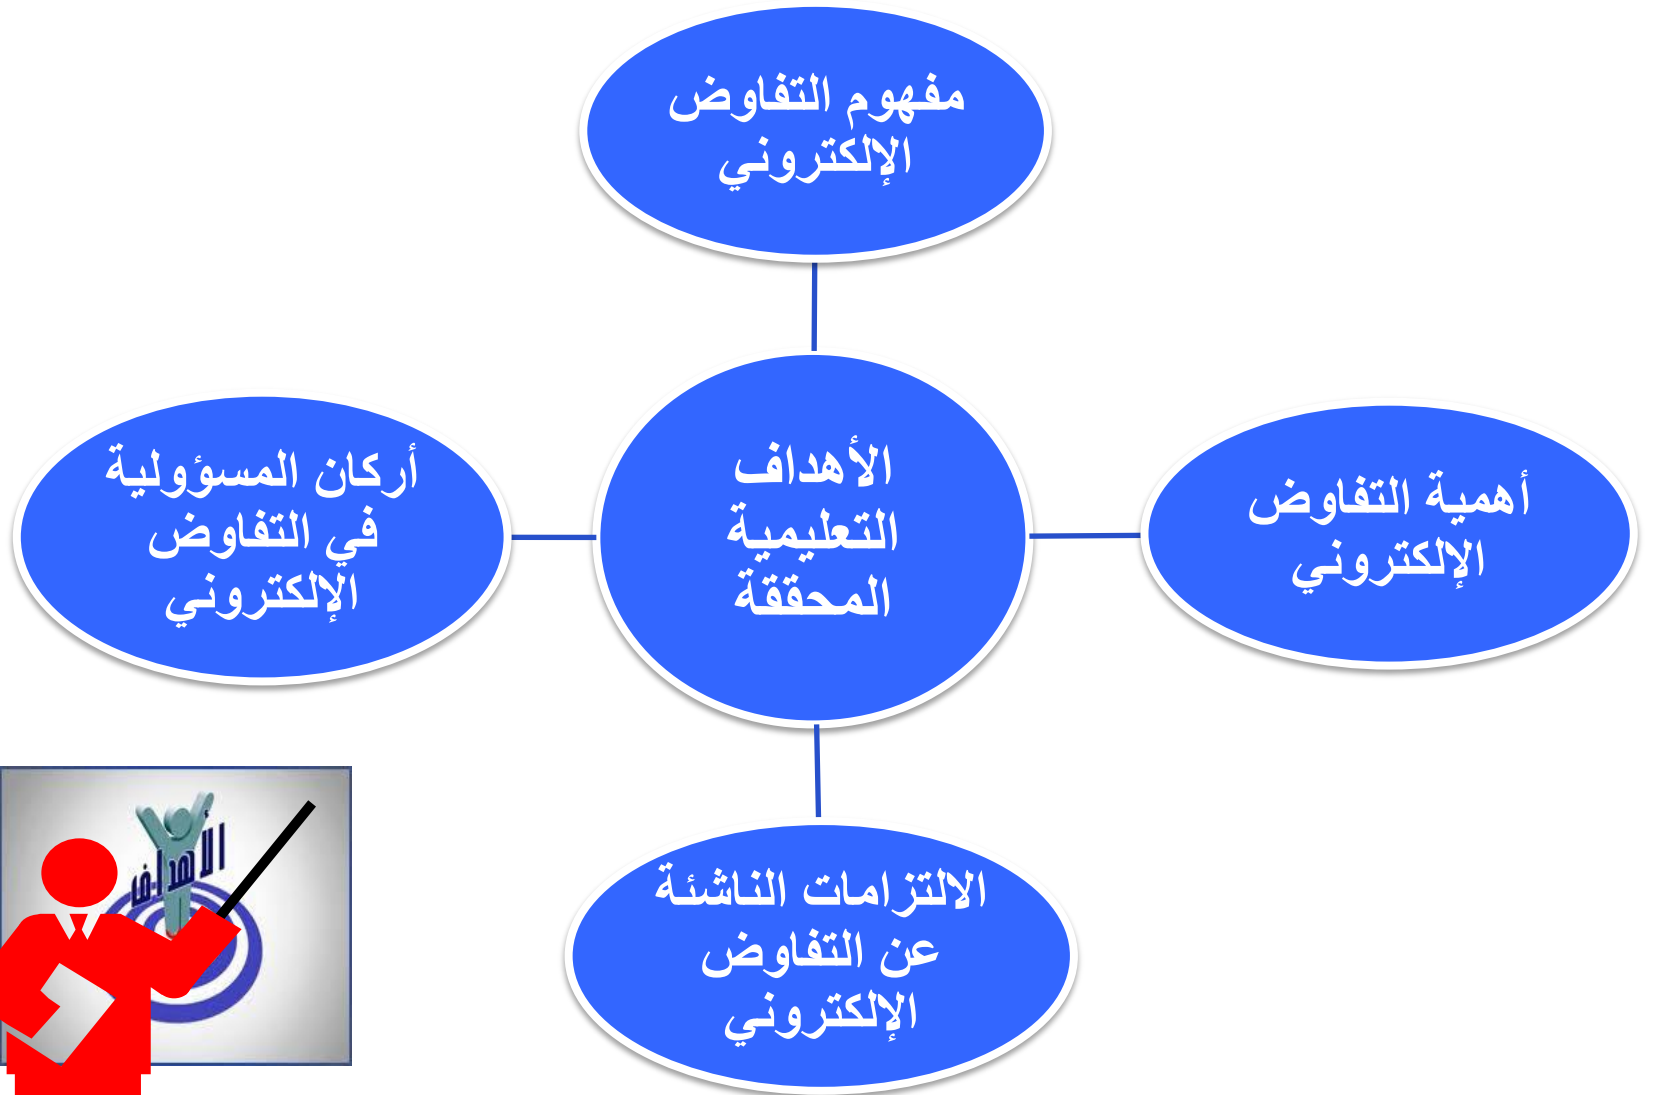 مفهوم التفاوض
الإلكتروني
الأهداف
التعليمية
المحققة
أهمية التفاوض
الإلكتروني
أركان المسؤولية
في التفاوض
الإلكتروني
الالتزامات الناشئة
عن التفاوض
الإلكتروني
الأهداف